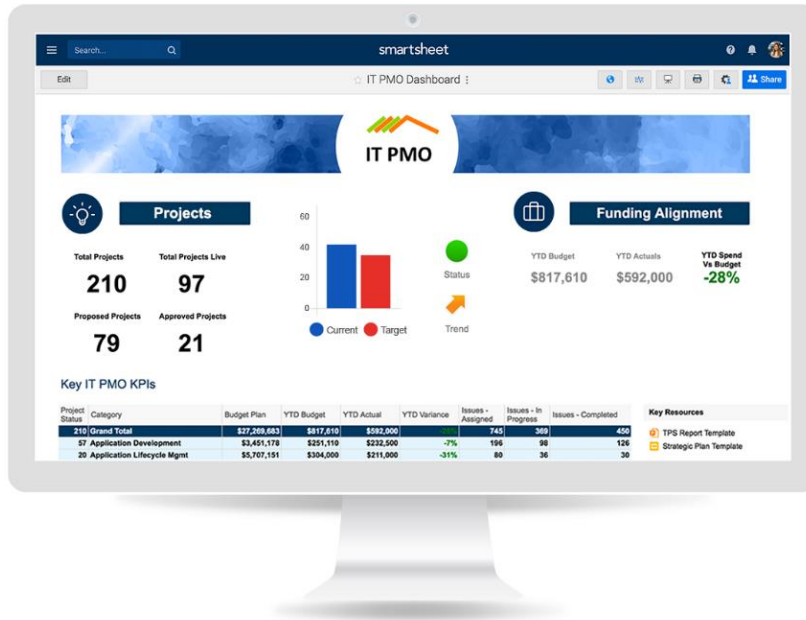 Search...
smartsheet
Edit
IT PMO Dashboard
Share
IT PMO
Projects
Total Projects
Total Projects Live
210
97
Proposed Projects
Approved Projects
79
21
60
40
20
0
Current
Target
Status
Trend
Funding Alignment
YTD Budget
YTD Actuals
YTD Spend
Vs Budget
$817,610
$592,000
-28%
Key IT PMO KPIs
Project Status Category Budget Plan YTD Budget YTD Actual YTD Variance Issues - Assigned Issues - In Progress Issues - Completed
210 Grand Total $27,269,683 $817,610 $592,000 745 369 450
57 Application Development $3,451,178 $251,110 $232,500 -7% 196 98 126
20 Application Lifecycle Mgmt $5,707,151 $304,000 $211,000 -31% 80 36 30
Key Resources
TPS Report Template
Strategic Plan Template